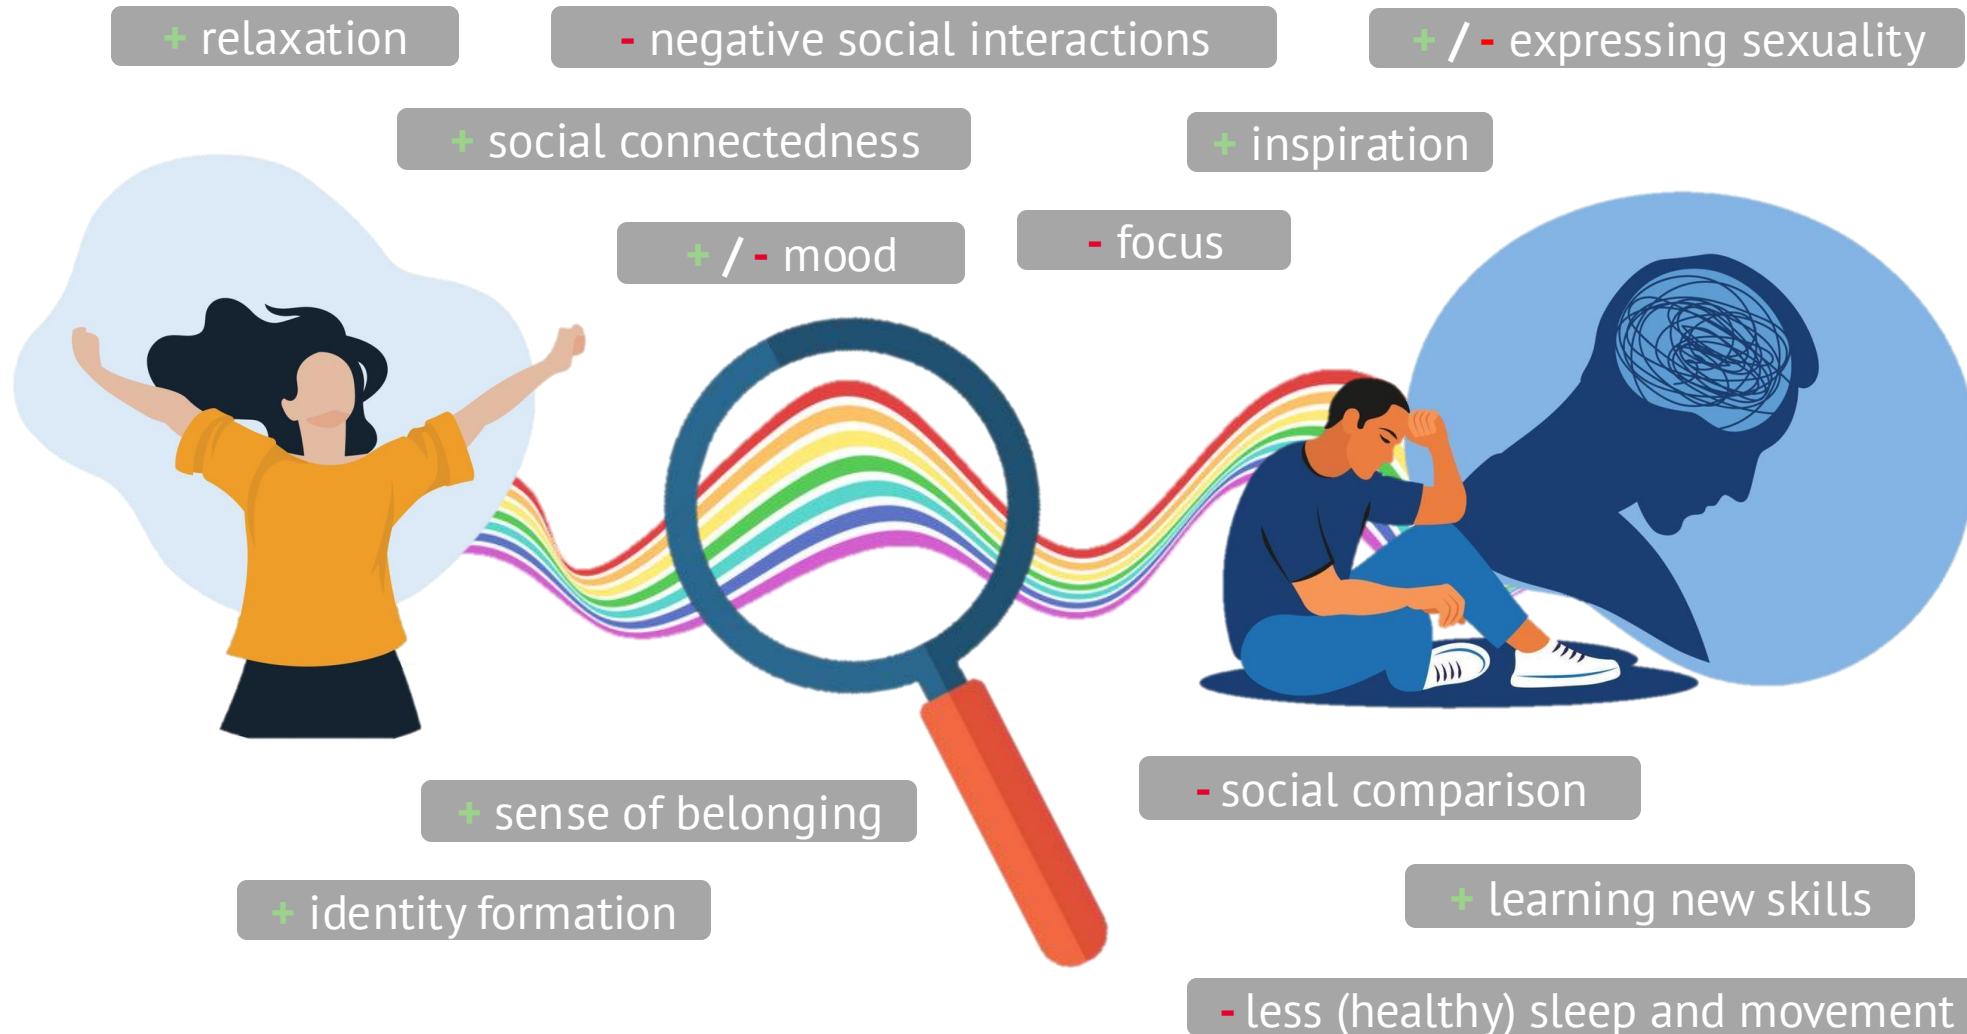 + relaxation
- negative social interactions
+ / - expressing sexuality
+ social connectedness
+ inspiration
+ / - mood
- focus
- social comparison
+ sense of belonging
+ learning new skills
+ identity formation
- less (healthy) sleep and movement